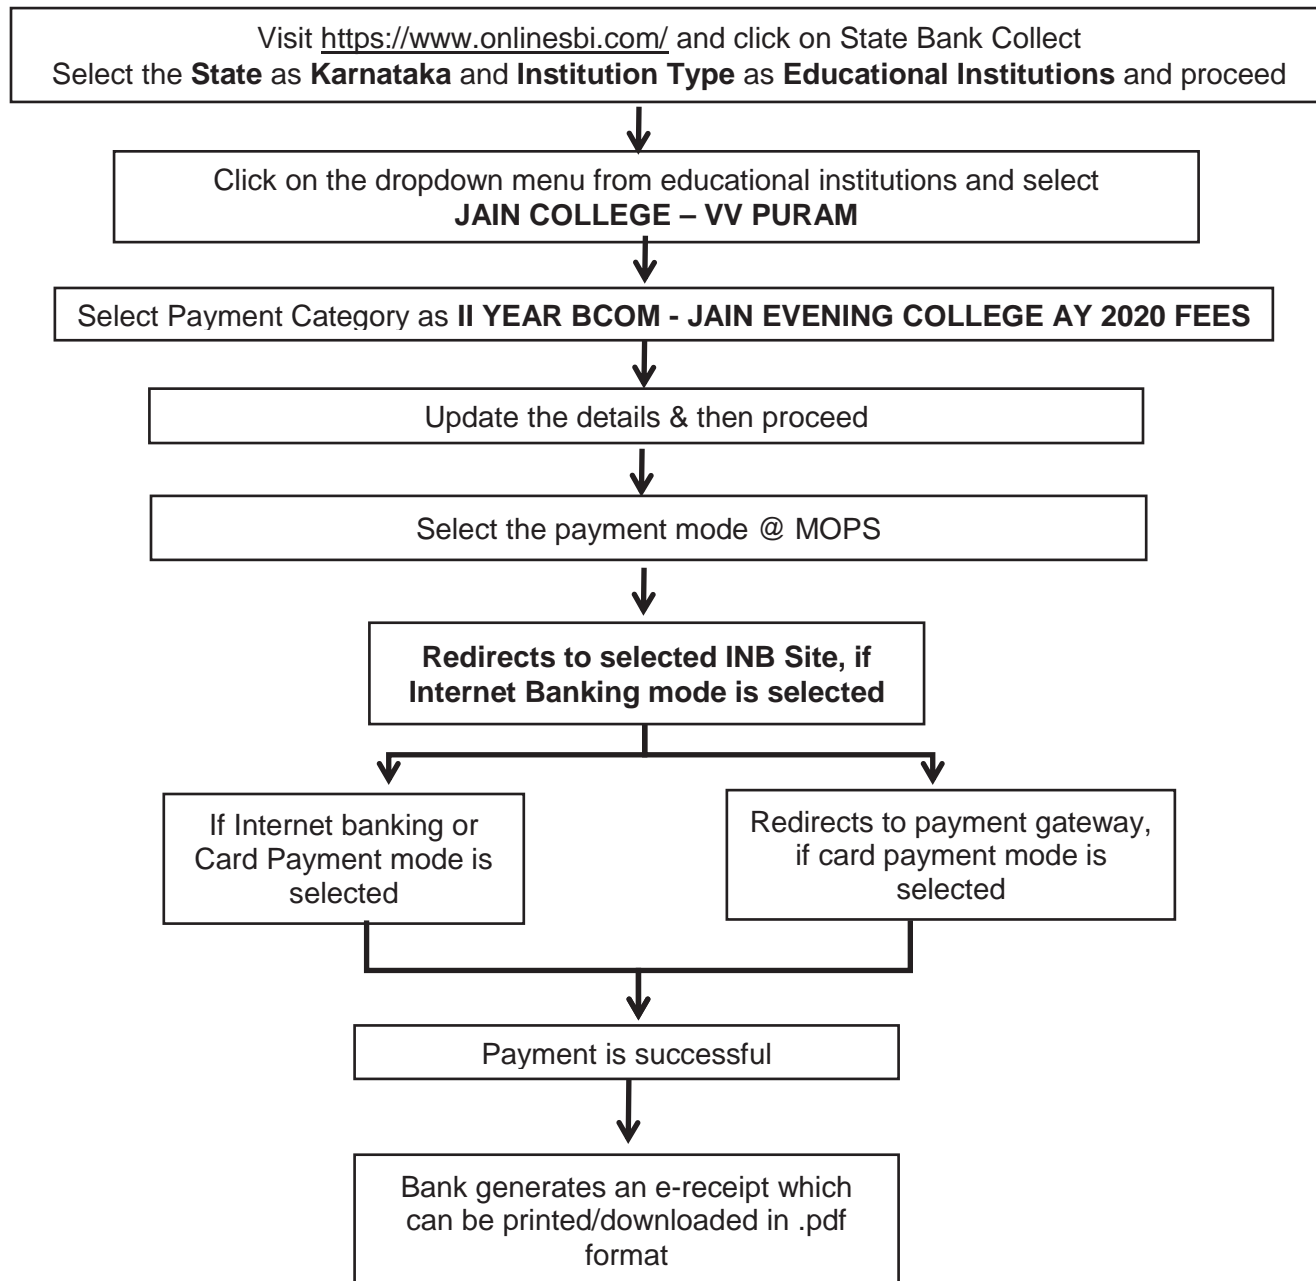 Visit https://www.onlinesbi.com/ and click on State Bank Collect
Select the State as Karnataka and Institution Type as Educational Institutions and proceed
Click on the dropdown menu from educational institutions and select
JAIN COLLEGE – VV PURAM
Select Payment Category as II YEAR BCOM - JAIN EVENING COLLEGE AY 2020 FEES
Update the details & then proceed
Select the payment mode @ MOPS
Redirects to selected INB Site, if
Internet Banking mode is selected
If Internet banking or
Card Payment mode is
selected
Redirects to payment gateway,
if card payment mode is
selected
Payment is successful
Bank generates an e-receipt which
can be printed/downloaded in .pdf
format